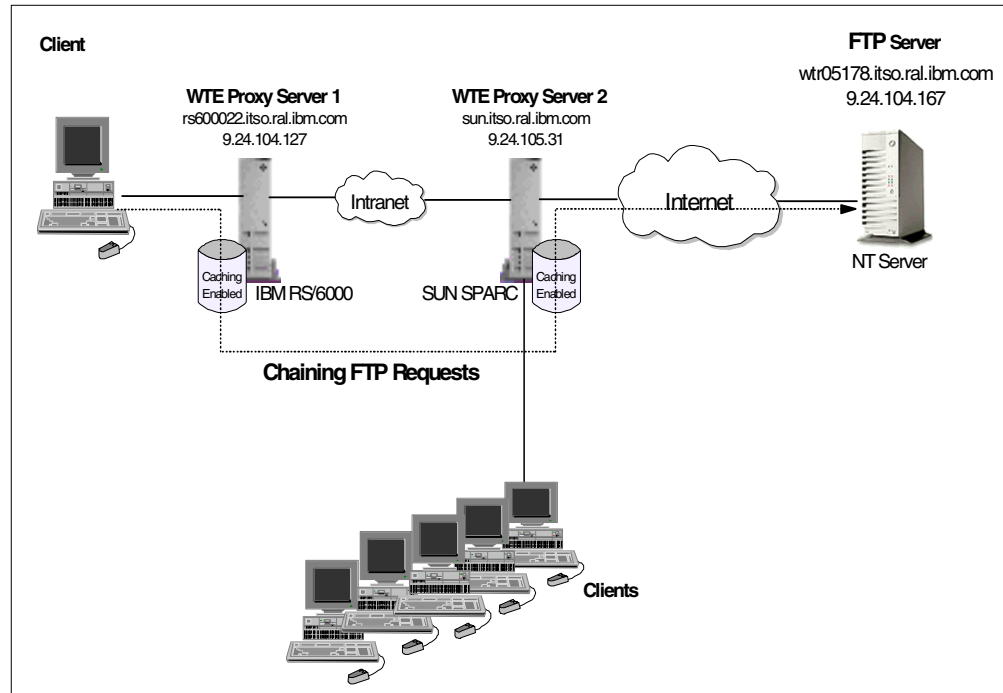 Client
FTP Server
wtr05178.itso.ral.ibm.com
9.24.104.167
WTE Proxy Server 1
rs600022.itso.ral.ibm.com
9.24.104.127
WTE Proxy Server 2
sun.itso.ral.ibm.com
9.24.105.31
Intranet
Internet
NT Server
Caching
Enabled
IBM RS/6000
SUN SPARC
Caching
Enabled
Chaining FTP Requests
Clients